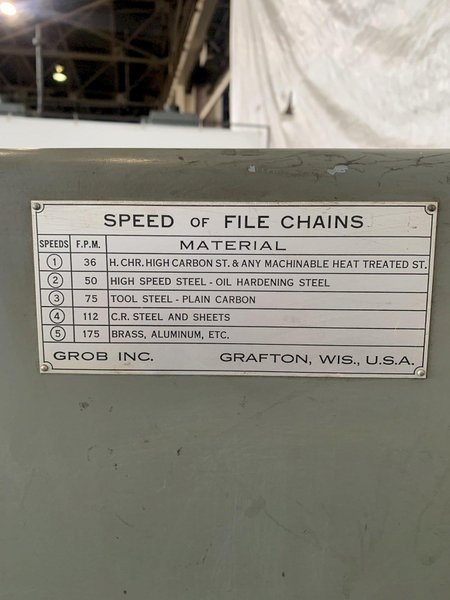 SPEED OF FILE CHAINS
SPEEDS F.P.M. MATERIAL
1 36 H. CHR. HIGH CARBON ST. & ANY MACHINABLE HEAT TREATED ST.
2 50 HIGH SPEED STEEL - OIL HARDENING STEEL
3 75 TOOL STEEL - PLAIN CARBON
4 112 C.R. STEEL AND SHEETS
5 175 BRASS, ALUMINUM, ETC.
GROB INC. GRAFTON, WIS., U.S.A.